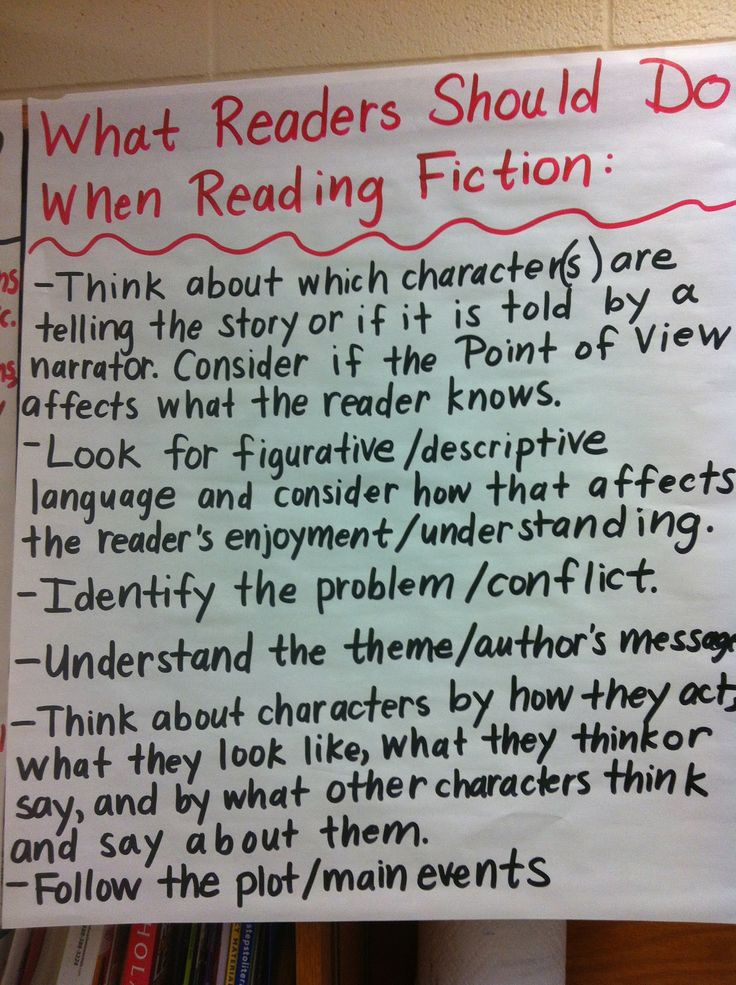 What Readers Should Do
When Reading Fiction:
-Think about which character(s) are
telling the story or if it is told by a
narrator. Consider if the Point of View
affects what the reader knows.
-Look for figurative/descriptive
language and consider how that affects
the reader's enjoyment/understanding.
-Identify the problem/conflict.
-Understand the theme/author's message
-Think about characters by how they act,
what they look like, what they think or
say, and by what other characters think
and say about them.
-Follow the plot/main events